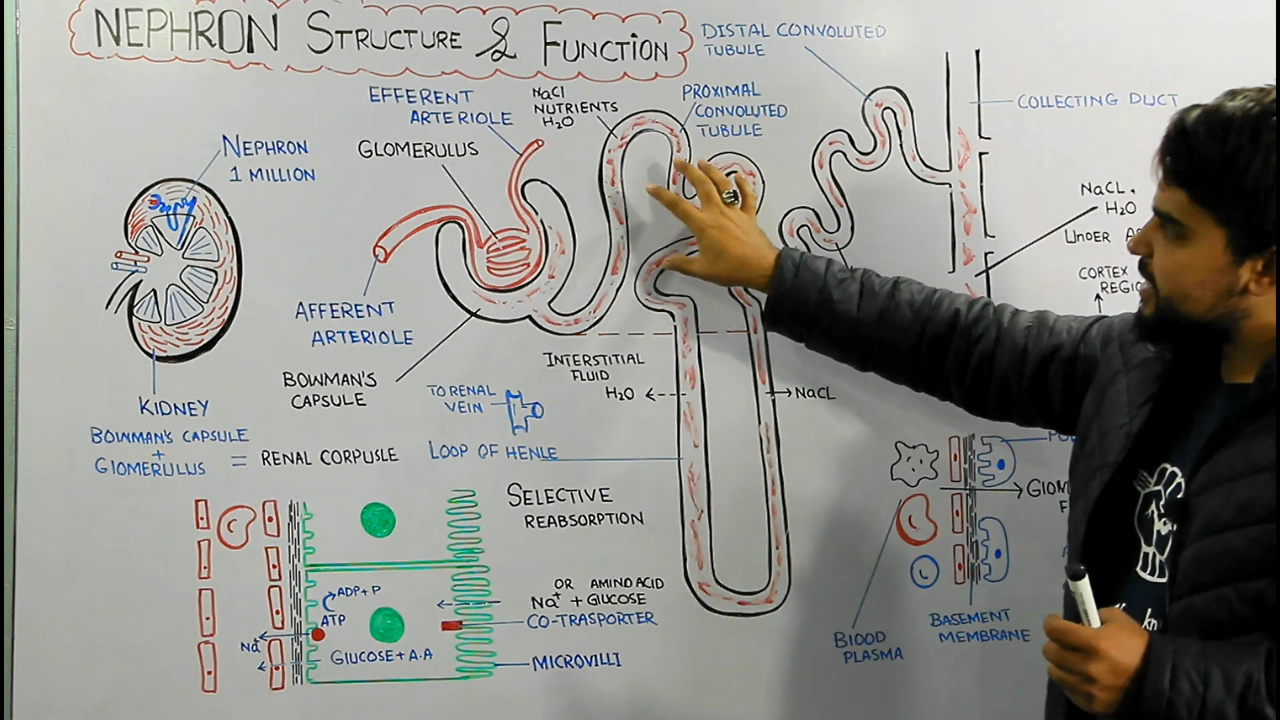 NEPHRON STRUCTURE & FUNCTION
DISTAL CONVOLUTED
TUBULE
COLLECTING DUCT
EFFERENT
ARTERIOLE
NaCl
NUTRIENTS
H2O
PROXIMAL
CONVOLUTED
TUBULE
NEPHRON
1 MILLION
GLOMERULUS
NaCL,
H2O
UNDER
CORTEX
AFFERENT
ARTERIOLE
BOWMAN'S
CAPSULE
INTERSTITIAL
FLUID
H2O
NaCL
TO RENAL
VEIN
KIDNEY
BOWMAN'S CAPSULE
+
GlOMERULUS = RENAL CORPUSLE
LOOP OF HENLE
SELECTIVE
REABSORPTION
OR AMINO ACID
Na+ + GLUCOSE
CO-TRASPORTER
MICROVILLI
ADP + P
ATP
Na+
GLUCOSE + A.A
BlOOD
PLASMA
BASEMENT
MEMBRANE